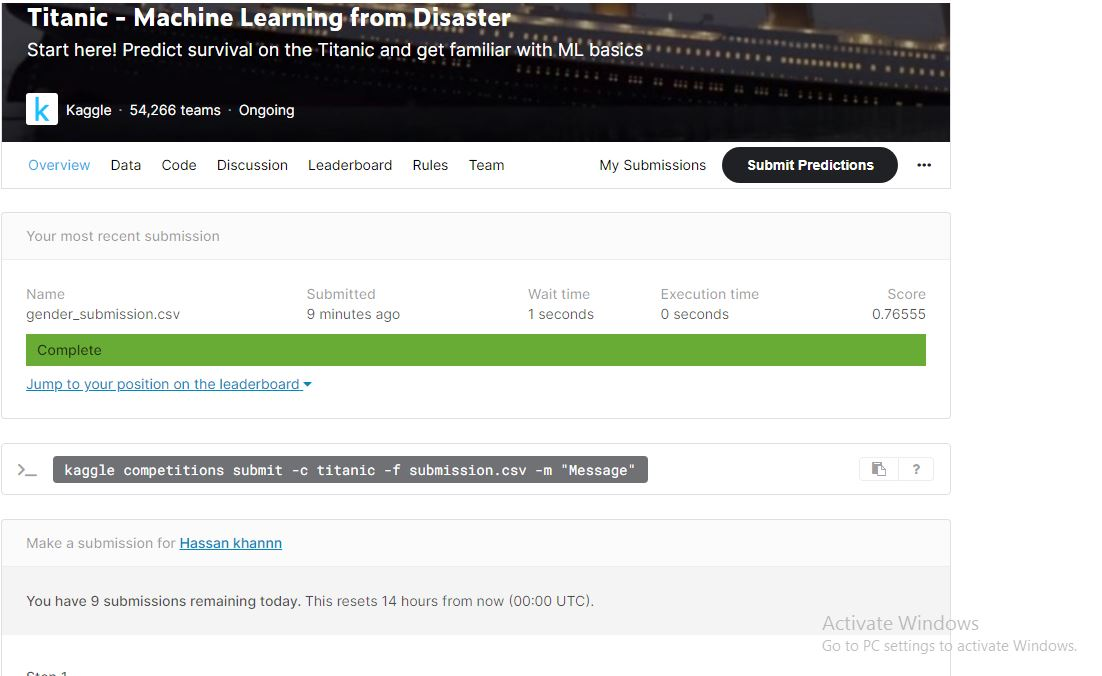 Titanic - Machine Learning from Disaster
Start here! Predict survival on the Titanic and get familiar with ML basics
k Kaggle · 54,266 teams · Ongoing
Overview Data Code Discussion Leaderboard Rules Team My Submissions Submit Predictions
Your most recent submission
Name Submitted Wait time Execution time Score
gender_submission.csv 9 minutes ago 1 seconds 0 seconds 0.76555
Complete
Jump to your position on the leaderboard
>_ kaggle competitions submit -c titanic -f submission.csv -m "Message" ?
Make a submission for Hassan khannn
You have 9 submissions remaining today. This resets 14 hours from now (00:00 UTC).
Activate Windows
Go to PC settings to activate Windows.
Step 1